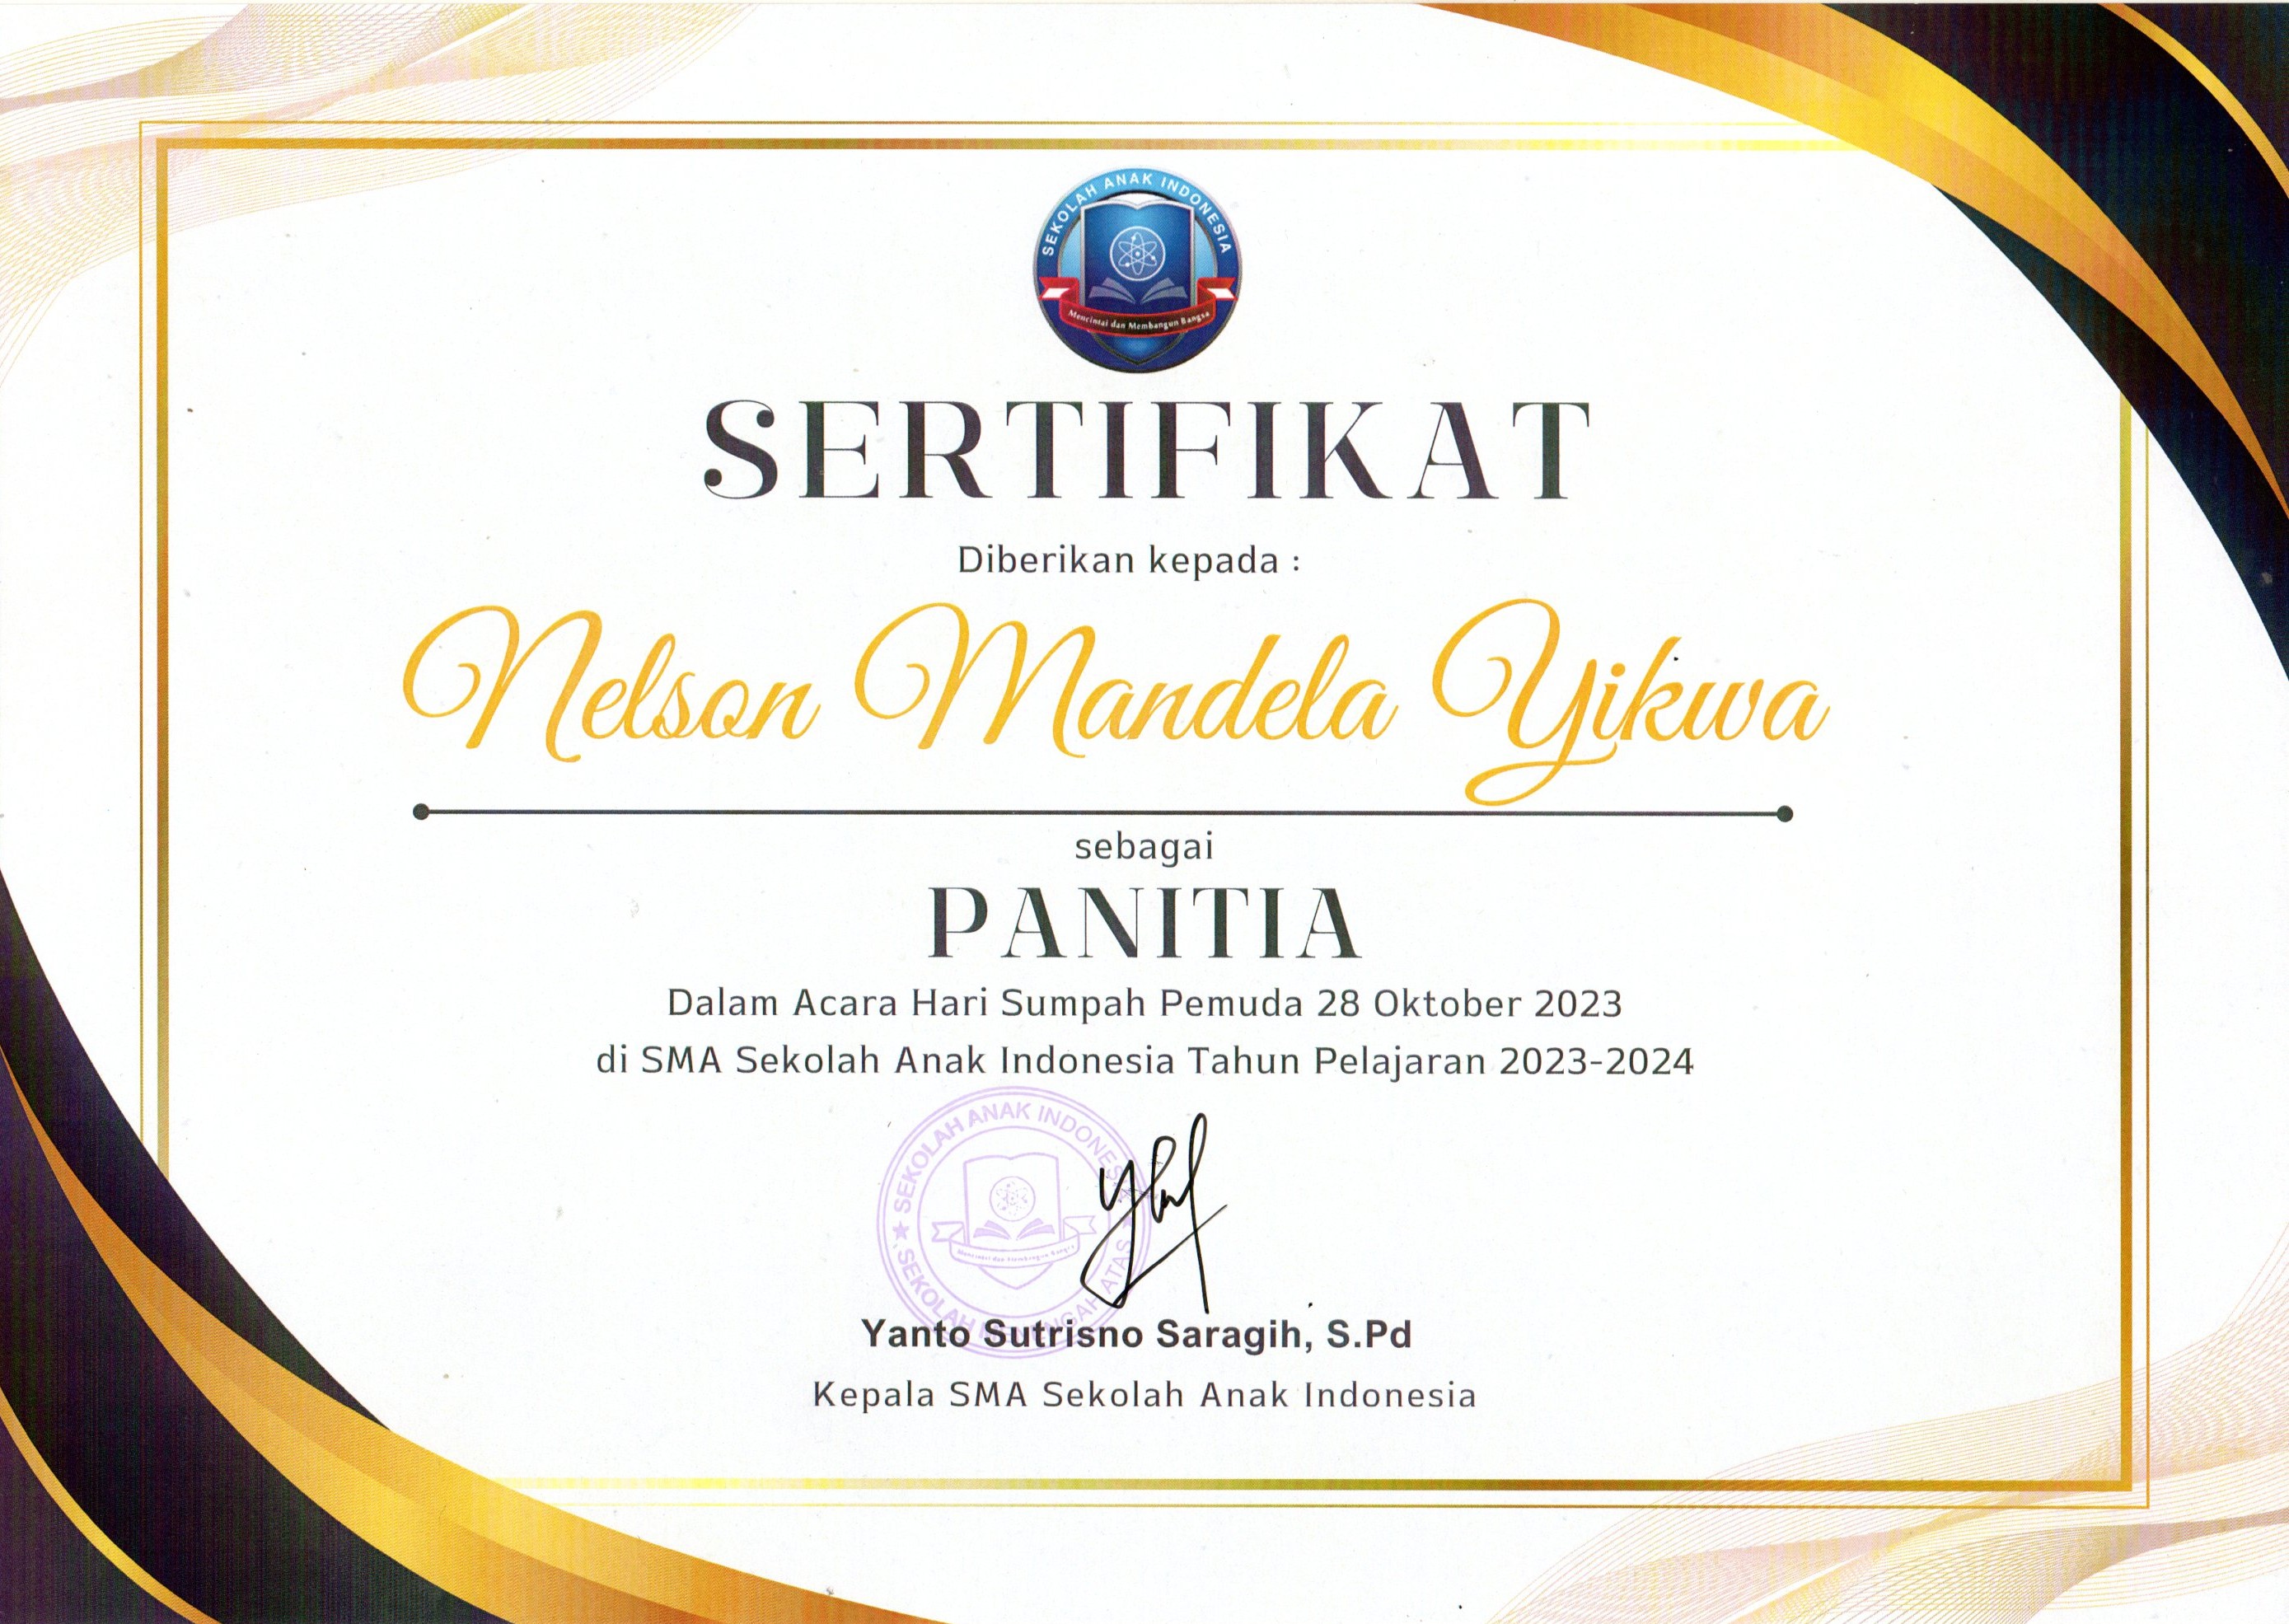 SEKOLAH ANAK INDONESIA
Mencintai dan Membangun Bangsa
SERTIFIKAT
Diberikan kepada :
Nelson Mandela Yikwa
sebagai
PANITIA
Dalam Acara Hari Sumpah Pemuda 28 Oktober 2023
di SMA Sekolah Anak Indonesia Tahun Pelajaran 2023-2024
SEKOLAH ANAK INDONESIA
Mencintai dan Membangun Bangsa
SEKOLAH MENENGAH ATAS
Yanto Sutrisno Saragih, S.Pd
Kepala SMA Sekolah Anak Indonesia